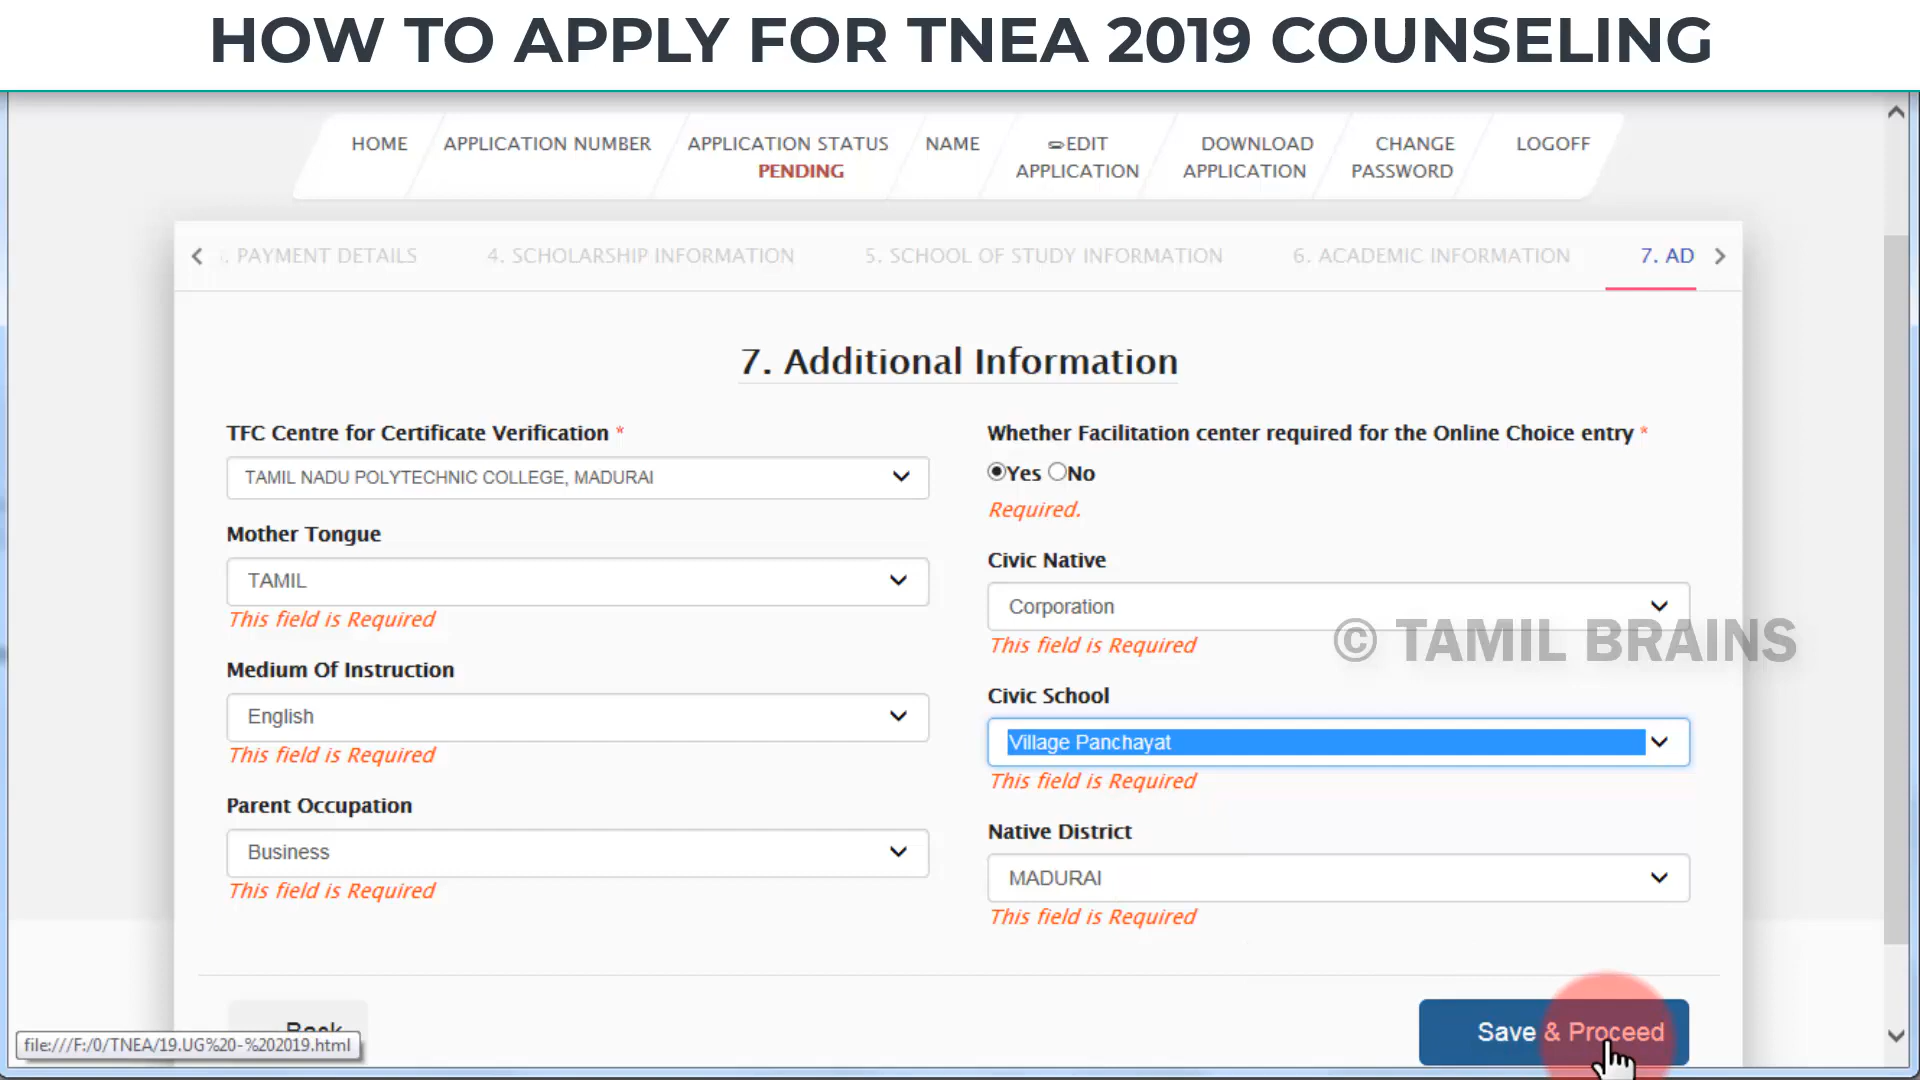 HOW TO APPLY FOR TNEA 2019 COUNSELING
HOME
APPLICATION NUMBER
APPLICATION STATUS
PENDING
NAME
EDIT
APPLICATION
DOWNLOAD
APPLICATION
CHANGE
PASSWORD
LOGOFF
. PAYMENT DETAILS
4. SCHOLARSHIP INFORMATION
5. SCHOOL OF STUDY INFORMATION
6. ACADEMIC INFORMATION
7. AD
7. Additional Information
TFC Centre for Certificate Verification *
TAMIL NADU POLYTECHNIC COLLEGE, MADURAI
Mother Tongue
TAMIL
This field is Required
Medium Of Instruction
English
This field is Required
Parent Occupation
Business
This field is Required
Whether Facilitation center required for the Online Choice entry *
Yes No
Required.
Civic Native
Corporation
This field is Required
© TAMIL BRAINS
Civic School
Village Panchayat
This field is Required
Native District
MADURAI
This field is Required
Back
Save & Proceed
file:///F:/0/TNEA/19.UG%20-%202019.html